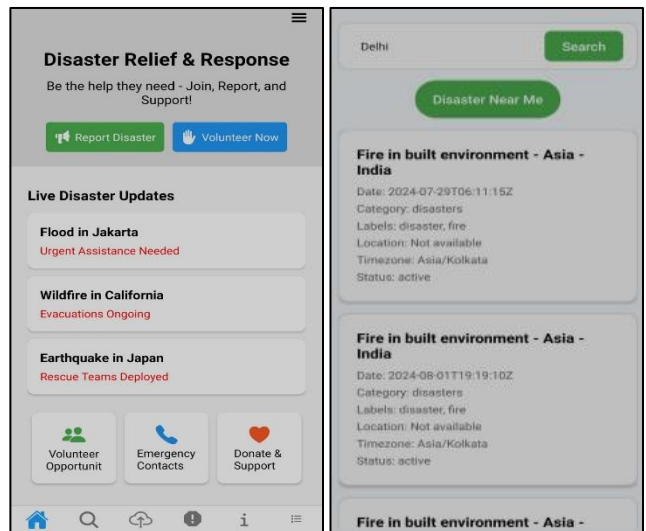 Disaster Relief & Response
Be the help they need - Join, Report, and
Support!
Report Disaster
Volunteer Now
Live Disaster Updates
Flood in Jakarta
Urgent Assistance Needed
Wildfire in California
Evacuations Ongoing
Earthquake in Japan
Rescue Teams Deployed
Volunteer
Opportunit
Emergency
Contacts
Donate &
Support
Delhi
Search
Disaster Near Me
Fire in built environment - Asia -
India
Date: 2024-07-29T06:11:15Z
Category: disasters
Labels: disaster, fire
Location: Not available
Timezone: Asia/Kolkata
Status: active
Fire in built environment - Asia -
India
Date: 2024-08-01T19:19:10Z
Category: disasters
Labels: disaster, fire
Location: Not available
Timezone: Asia/Kolkata
Status: active
Fire in built environment - Asia -